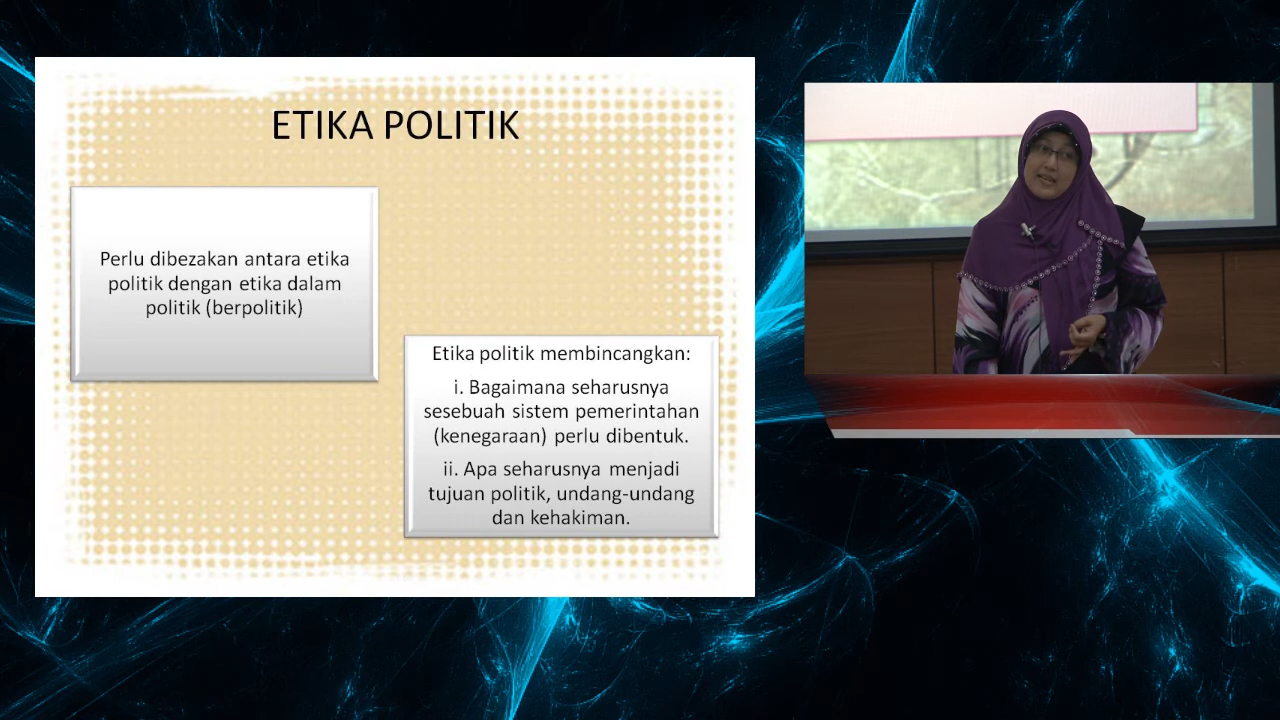 ETIKA POLITIK
Perlu dibezakan antara etika
politik dengan etika dalam
politik (berpolitik)
Etika politik membincangkan:
i. Bagaimana seharusnya
sesebuah sistem pemerintahan
(kenegaraan) perlu dibentuk.
ii. Apa seharusnya menjadi
tujuan politik, undang-undang
dan kehakiman.